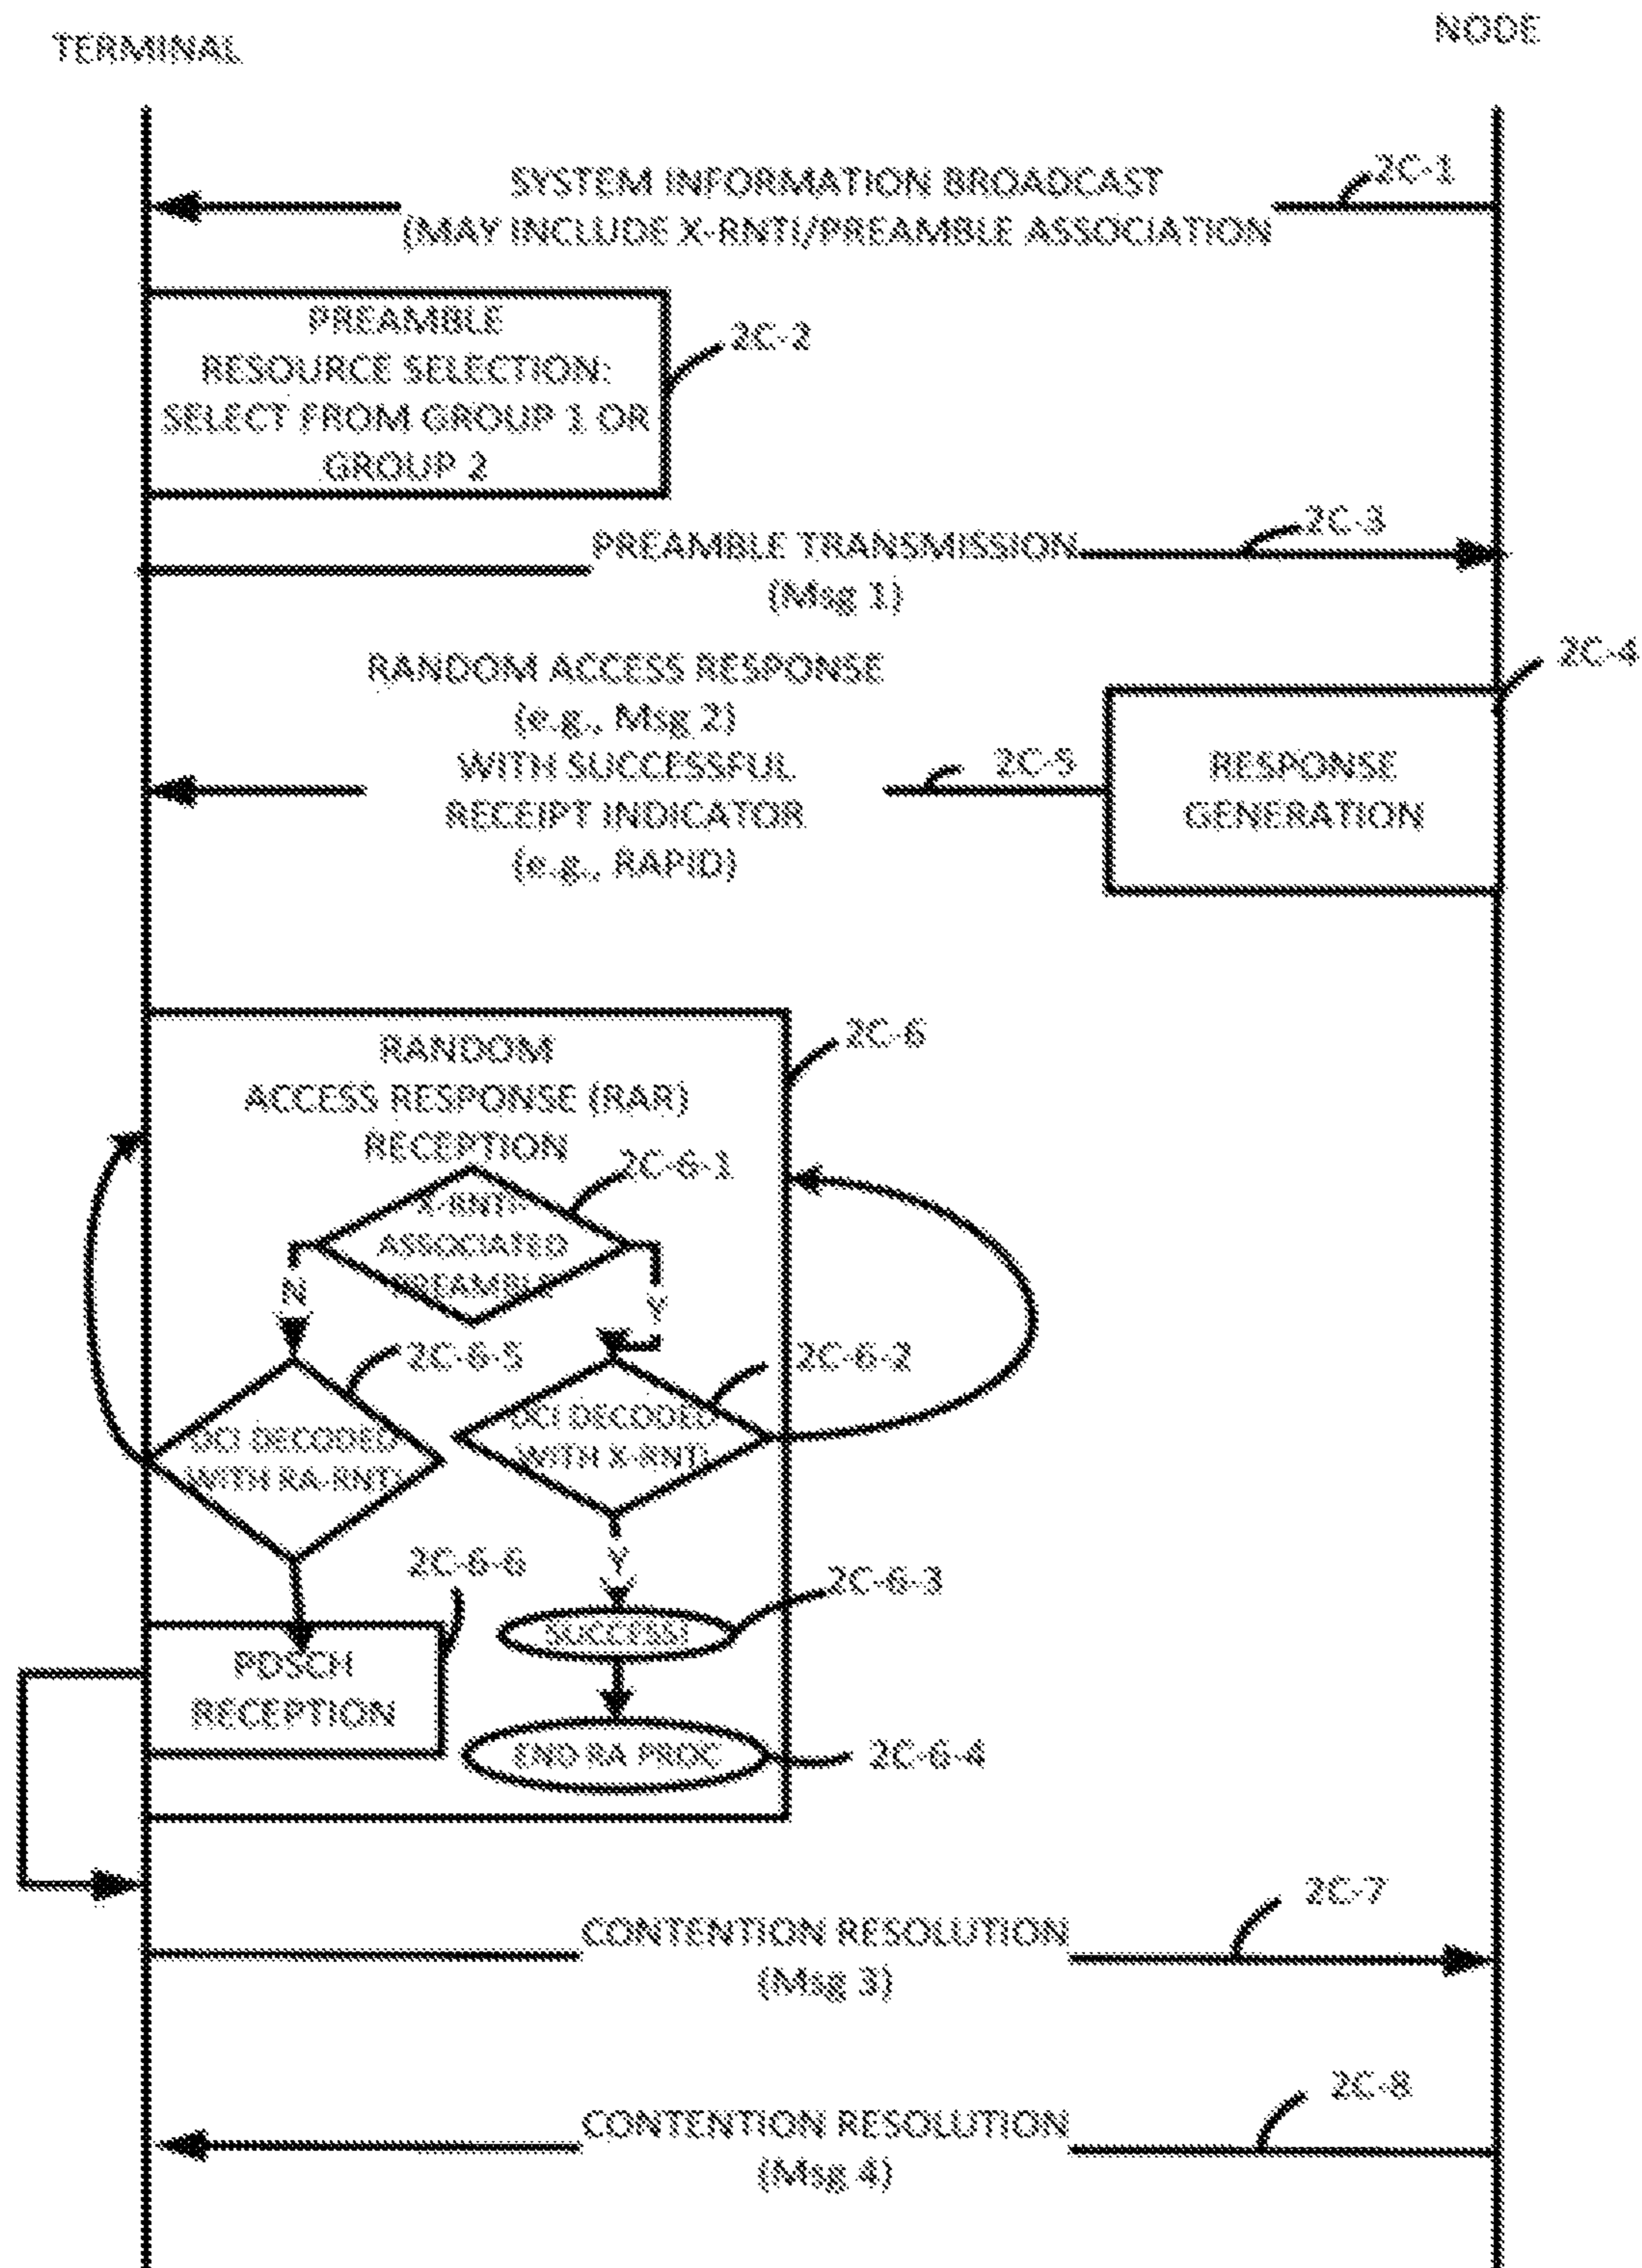 TERMINAL
NODE
2C-1
SYSTEM INFORMATION BROADCAST
(MAY INCLUDE X-RNTI/PREAMBLE ASSOCIATION
PREAMBLE
RESOURCE SELECTION:
SELECT FROM GROUP 1 OR
GROUP 2
2C-2
2C-3
PREAMBLE TRANSMISSION
(Msg 1)
2C-4
RANDOM ACCESS RESPONSE
(e.g., Msg 2)
WITH SUCCESSFUL
RECEIPT INDICATOR
(e.g., RAPID)
2C-5
RESPONSE
GENERATION
2C-6
RANDOM
ACCESS RESPONSE (RAR)
RECEPTION
2C-6-1
X-RNTI-
ASSOCIATED
PREAMBLE
N
Y
2C-6-5
2C-6-2
DCI DECODED
WITH RA-RNTI
DCI DECODED
WITH X-RNTI
Y
2C-6-6
2C-6-3
SUCCESS!
PDSCH
RECEPTION
END RA PROC
2C-6-4
2C-7
CONTENTION RESOLUTION
(Msg 3)
2C-8
CONTENTION RESOLUTION
(Msg 4)